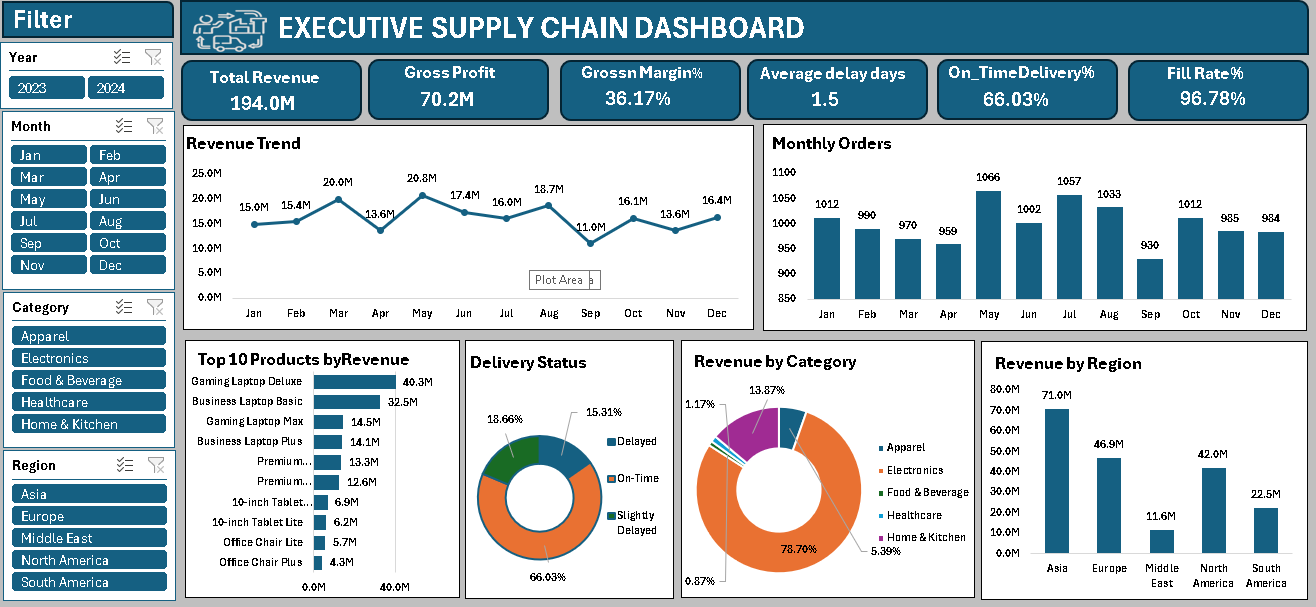 Filter
EXECUTIVE SUPPLY CHAIN DASHBOARD
Year
2023
2024
Month
Jan
Feb
Mar
Apr
May
Jun
Jul
Aug
Sep
Oct
Nov
Dec
Category
Apparel
Electronics
Food & Beverage
Healthcare
Home & Kitchen
Region
Asia
Europe
Middle East
North America
South America
Total Revenue
194.0M
Gross Profit
70.2M
Grossn Margin%
36.17%
Average delay days
1.5
On_TimeDelivery%
66.03%
Fill Rate%
96.78%
Revenue Trend
25.0M
20.0M
15.0M
10.0M
5.0M
0.0M
15.0M
15.4M
20.0M
13.6M
20.8M
17.4M
16.0M
18.7M
11.0M
16.1M
13.6M
16.4M
Plot Area a
Jan
Feb
Mar
Apr
May
Jun
Jul
Aug
Sep
Oct
Nov
Dec
Monthly Orders
1100
1050
1000
950
900
850
1012
990
970
959
1066
1002
1057
1033
930
1012
985
984
Jan
Feb
Mar
Apr
May
Jun
Jul
Aug
Sep
Oct
Nov
Dec
Top 10 Products byRevenue
Gaming Laptop Deluxe 40.3M
Business Laptop Basic 32.5M
Gaming Laptop Max 14.5M
Business Laptop Plus 14.1M
Premium... 13.3M
Premium... 12.6M
10-inch Tablet... 6.9M
10-inch Tablet Lite 6.2M
Office Chair Lite 5.7M
Office Chair Plus 4.3M
0.0M
40.0M
Delivery Status
18.66%
15.31%
66.03%
Delayed
On-Time
Slightly
Delayed
Revenue by Category
13.87%
1.17%
0.87%
78.70%
5.39%
Apparel
Electronics
Food & Beverage
Healthcare
Home & Kitchen
Revenue by Region
80.0M
70.0M
60.0M
50.0M
40.0M
30.0M
20.0M
10.0M
0.0M
71.0M
46.9M
11.6M
42.0M
22.5M
Asia
Europe
Middle
East
North
America
South
America